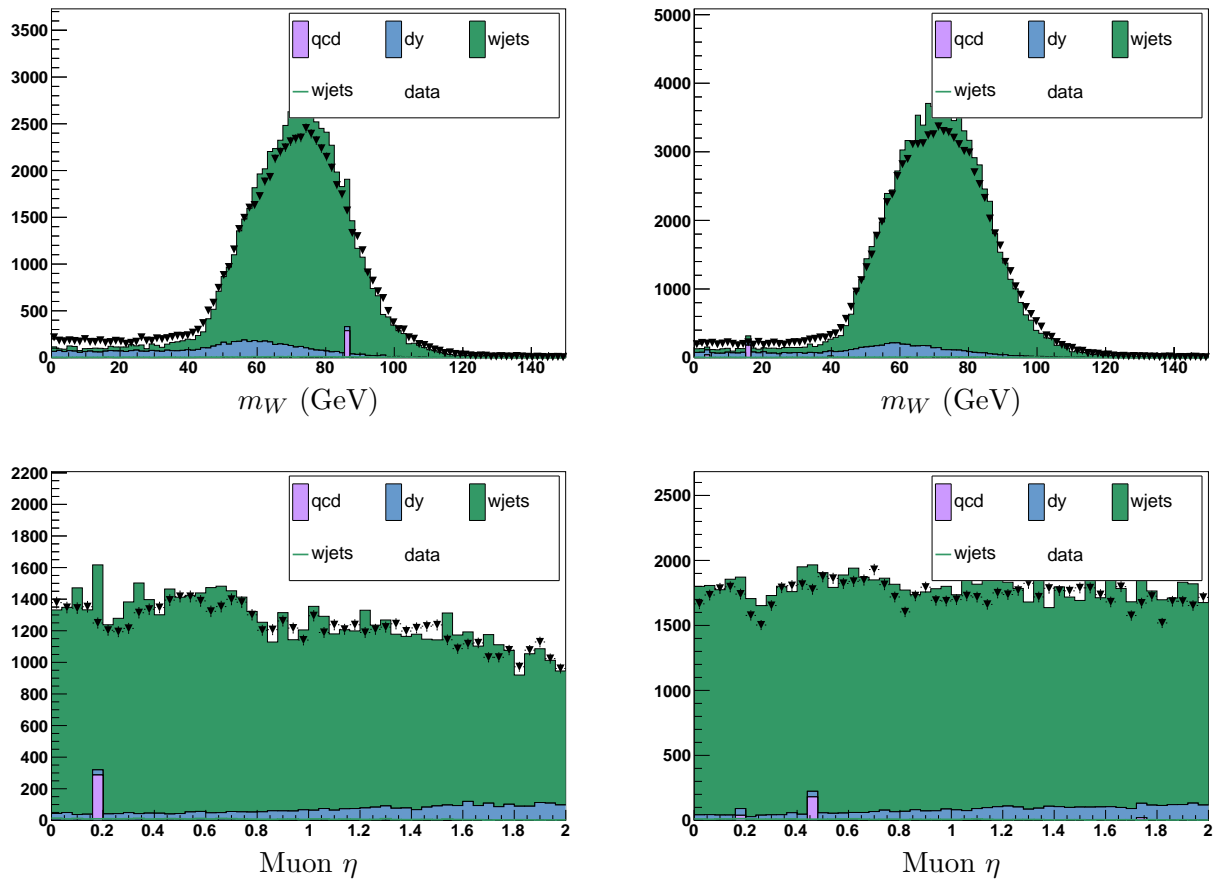 3500
3000
2500
2000
1500
1000
500
0
qcd dy wjets
wjets data
0 20 40 60 80 100 120 140
m_W (GeV)
5000
4000
3000
2000
1000
0
qcd dy wjets
wjets data
0 20 40 60 80 100 120 140
m_W (GeV)
2200
2000
1800
1600
1400
1200
1000
800
600
400
200
0
qcd dy wjets
wjets data
0 0.2 0.4 0.6 0.8 1 1.2 1.4 1.6 1.8 2
Muon η
2500
2000
1500
1000
500
0
qcd dy wjets
wjets data
0 0.2 0.4 0.6 0.8 1 1.2 1.4 1.6 1.8 2
Muon η